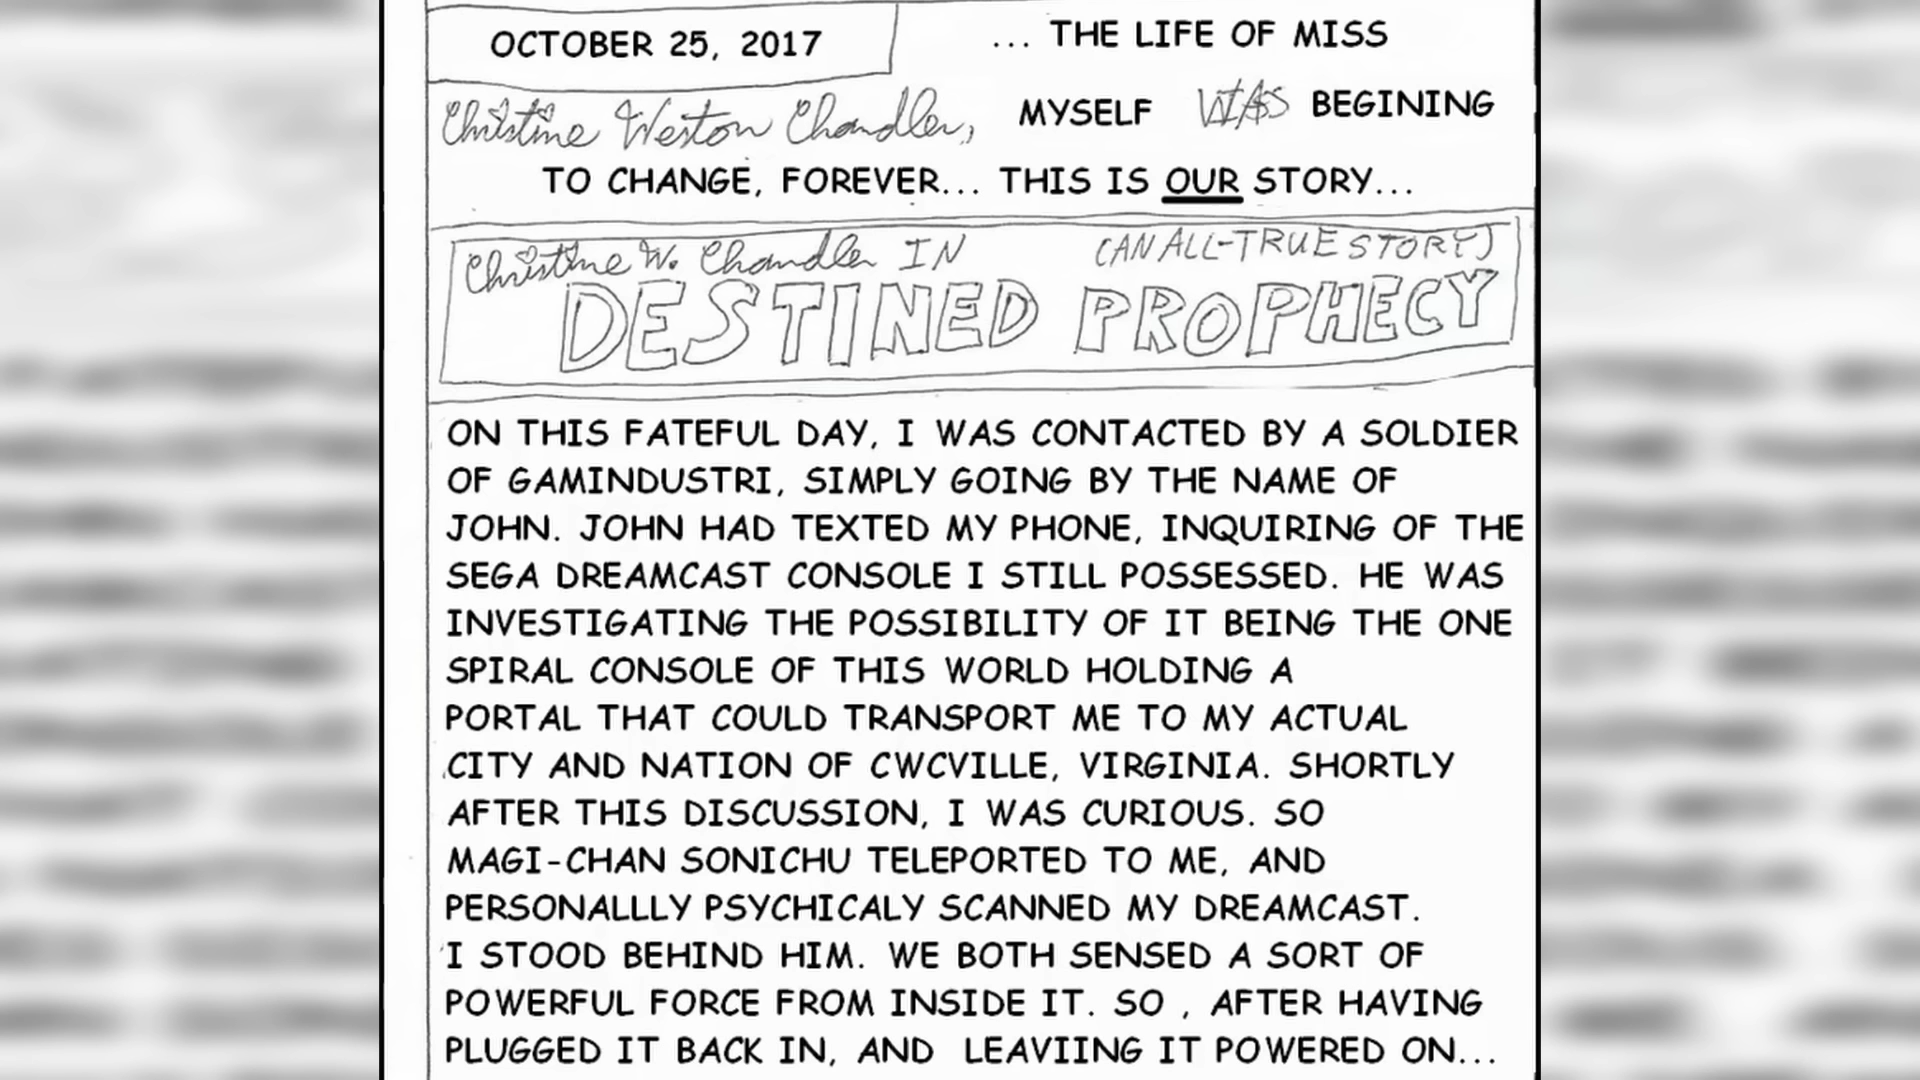 OCTOBER 25, 2017
... THE LIFE OF MISS
Christine Weston Chandler, MYSELF WAS BEGINING
TO CHANGE, FOREVER... THIS IS OUR STORY...
Christine W. Chandler IN (AN ALL-TRUE STORY)
DESTINED PROPHECY
ON THIS FATEFUL DAY, I WAS CONTACTED BY A SOLDIER
OF GAMINDUSTRI, SIMPLY GOING BY THE NAME OF
JOHN. JOHN HAD TEXTED MY PHONE, INQUIRING OF THE
SEGA DREAMCAST CONSOLE I STILL POSSESSED. HE WAS
INVESTIGATING THE POSSIBILITY OF IT BEING THE ONE
SPIRAL CONSOLE OF THIS WORLD HOLDING A
PORTAL THAT COULD TRANSPORT ME TO MY ACTUAL
CITY AND NATION OF CWCVILLE, VIRGINIA. SHORTLY
AFTER THIS DISCUSSION, I WAS CURIOUS. SO
MAGI-CHAN SONICHU TELEPORTED TO ME, AND
PERSONALLLY PSYCHICALY SCANNED MY DREAMCAST.
I STOOD BEHIND HIM. WE BOTH SENSED A SORT OF
POWERFUL FORCE FROM INSIDE IT. SO , AFTER HAVING
PLUGGED IT BACK IN, AND LEAVIING IT POWERED ON...